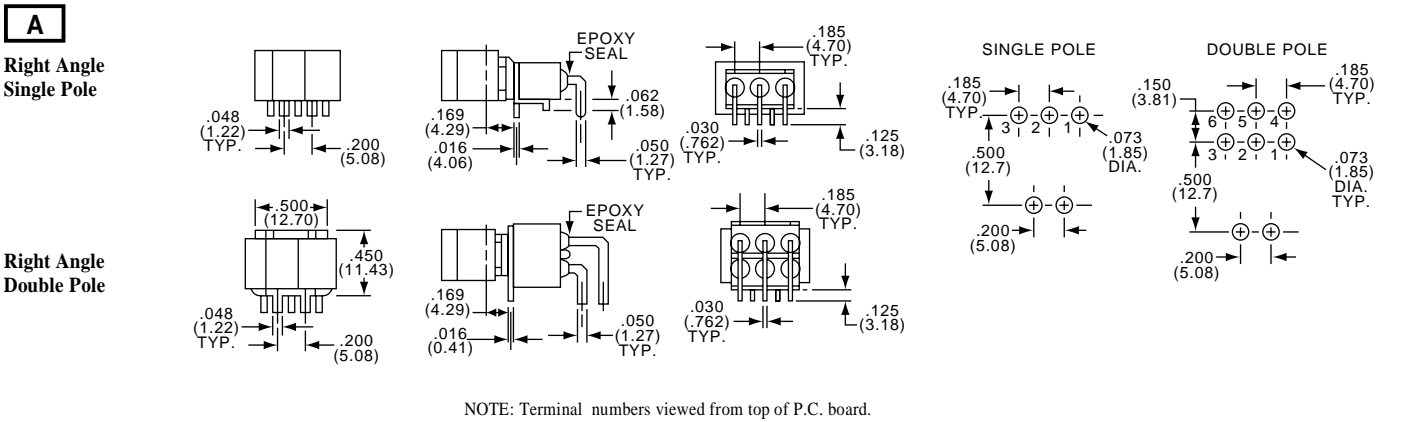 A
Right Angle
Single Pole
.048
(1.22)
TYP.
.200
(5.08)
EPOXY
SEAL
.169
(4.29)
.016
(4.06)
.062
(1.58)
.050
(1.27)
TYP.
.185
(4.70)
TYP.
.030
(.762)
TYP.
.125
(3.18)
SINGLE POLE
.185
(4.70)
TYP.
3 2 1
.073
(1.85)
DIA.
.500
(12.7)
.200
(5.08)
DOUBLE POLE
.150
(3.81)
.185
(4.70)
TYP.
6 5 4
3 2 1
.073
(1.85)
DIA.
TYP.
.500
(12.7)
.200
(5.08)
Right Angle
Double Pole
.500
(12.70)
.450
(11.43)
.048
(1.22)
TYP.
.200
(5.08)
EPOXY
SEAL
.169
(4.29)
.016
(0.41)
.050
(1.27)
TYP.
.185
(4.70)
TYP.
.030
(.762)
TYP.
.125
(3.18)
NOTE: Terminal numbers viewed from top of P.C. board.